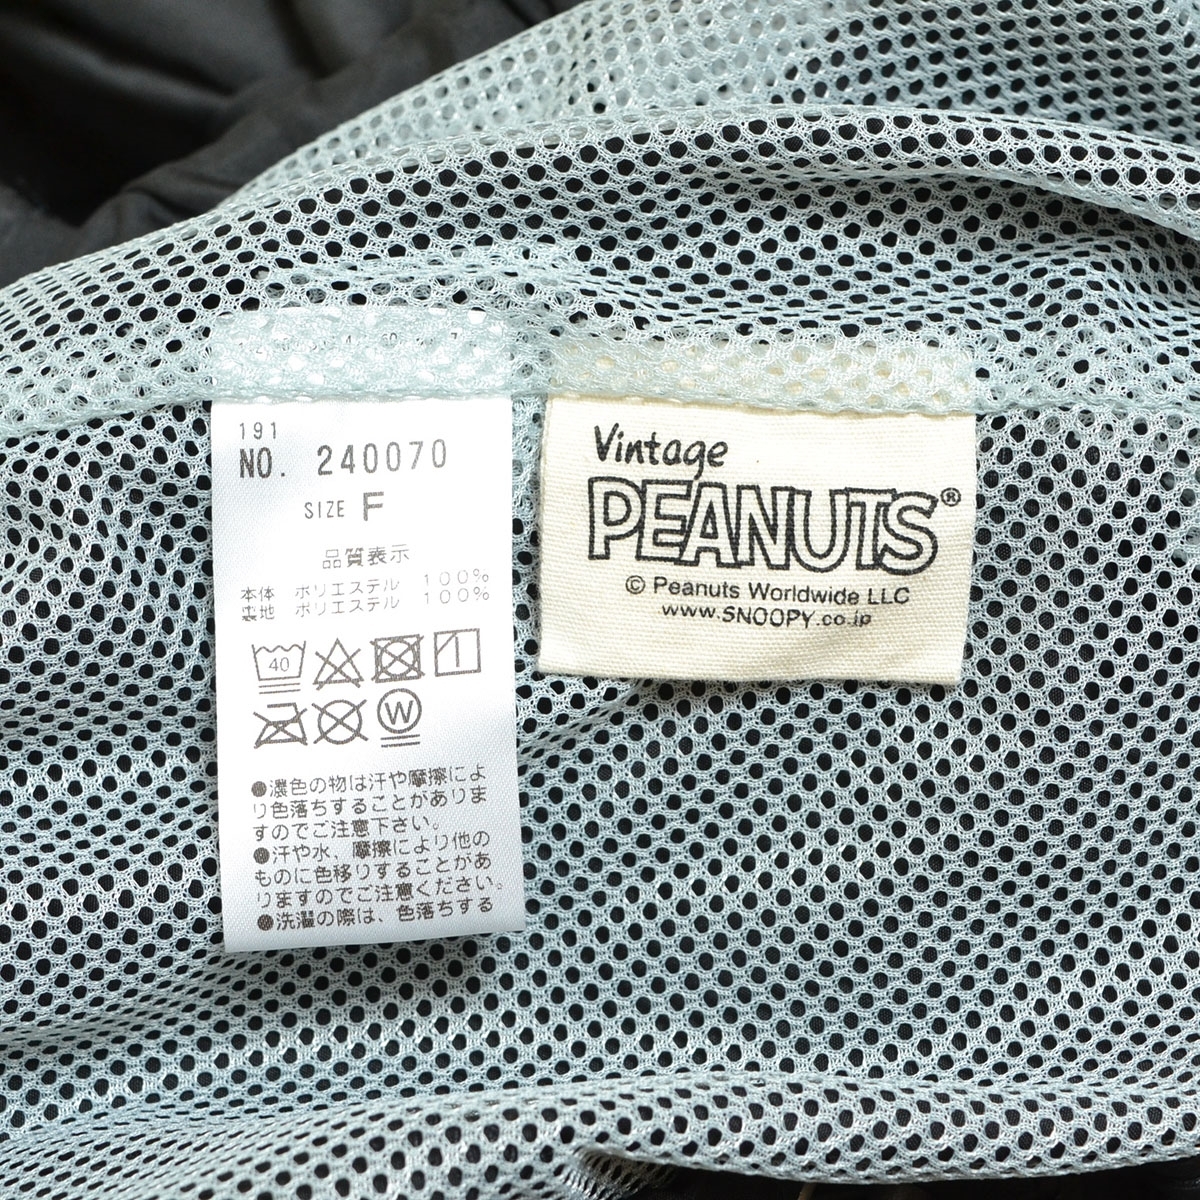 191
NO. 240070
SIZE F
品質表示
本体 ポリエステル 100%
裏地 ポリエステル 100%
40
W
●濃色の物は汗や摩擦によ
り色落ちすることがありま
すのでご注意下さい。
●汗や水、摩擦により他の
ものに色移りすることがあ
りますのでご注意ください。
●洗濯の際は、色落ちする
Vintage
PEANUTS®
© Peanuts Worldwide LLC
www.SNOOPY.co.jp